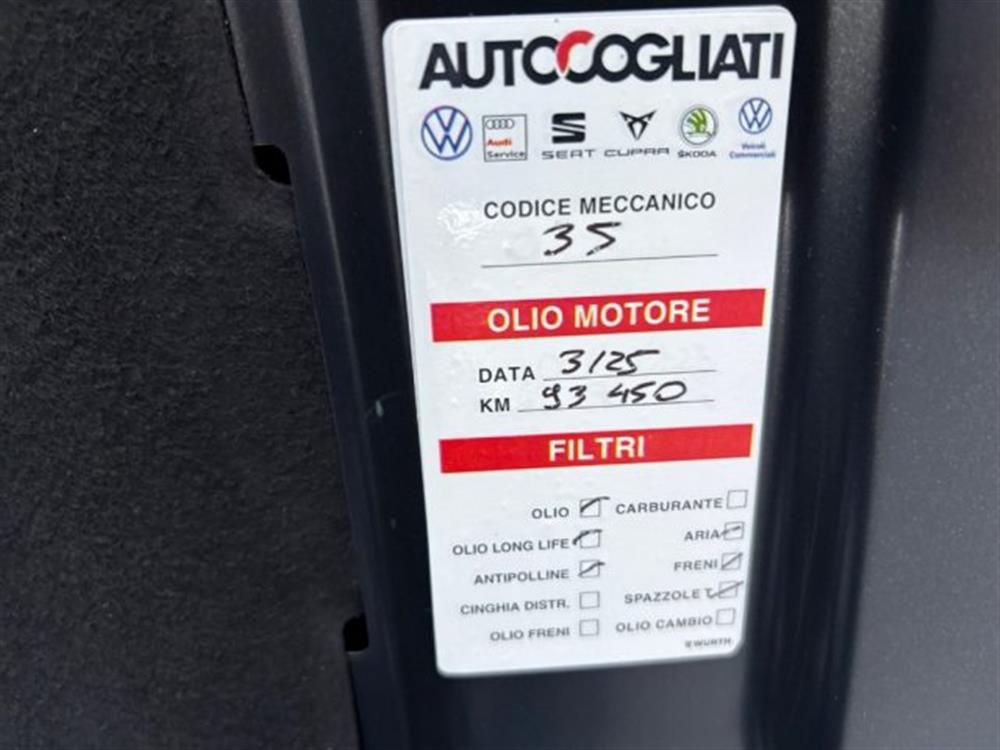 AUTOCOGLIATI
Audi Service SEAT CUPRA ŠKODA Veicoli Commerciali
CODICE MECCANICO
35
OLIO MOTORE
DATA 3/25
KM 93 450
FILTRI
OLIO CARBURANTE
OLIO LONG LIFE ARIA
ANTIPOLLINE FRENI
CINGHIA DISTR. SPAZZOLE T
OLIO FRENI OLIO CAMBIO
WURTH